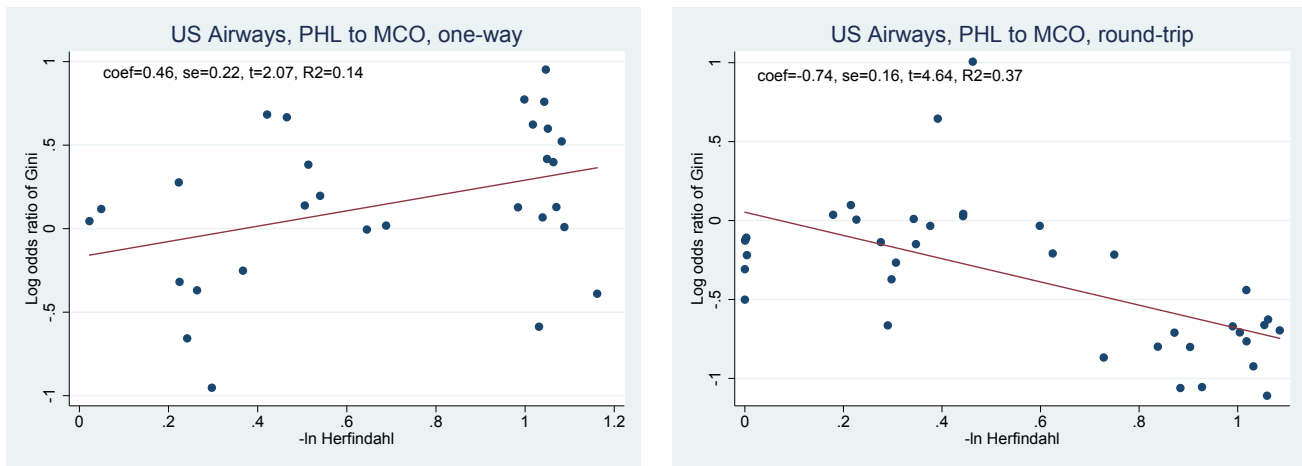 US Airways, PHL to MCO, one-way
coef=0.46, se=0.22, t=2.07, R2=0.14
Log odds ratio of Gini
1
.5
0
-.5
-1
0 .2 .4 .6 .8 1 1.2
-ln Herfindahl
US Airways, PHL to MCO, round-trip
coef=-0.74, se=0.16, t=4.64, R2=0.37
Log odds ratio of Gini
1
.5
0
-.5
-1
0 .2 .4 .6 .8 1
-ln Herfindahl